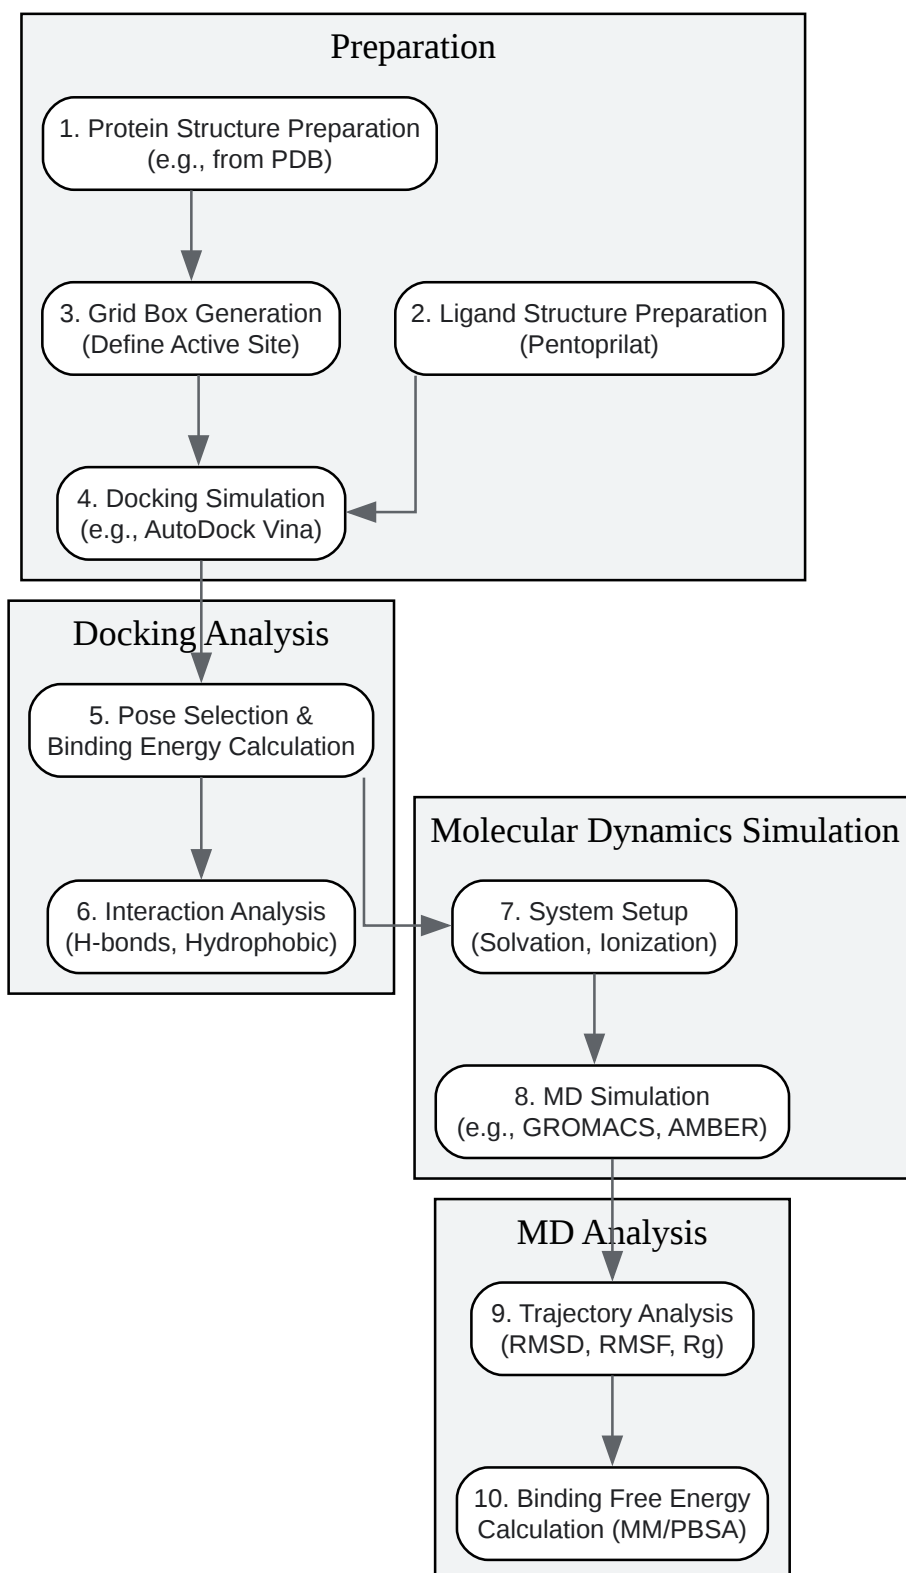 Preparation
1. Protein Structure Preparation
(e.g., from PDB)
3. Grid Box Generation
(Define Active Site)
2. Ligand Structure Preparation
(Pentoprilat)
4. Docking Simulation
(e.g., AutoDock Vina)
Docking Analysis
5. Pose Selection &
Binding Energy Calculation
6. Interaction Analysis
(H-bonds, Hydrophobic)
Molecular Dynamics Simulation
7. System Setup
(Solvation, Ionization)
8. MD Simulation
(e.g., GROMACS, AMBER)
MD Analysis
9. Trajectory Analysis
(RMSD, RMSF, Rg)
10. Binding Free Energy
Calculation (MM/PBSA)